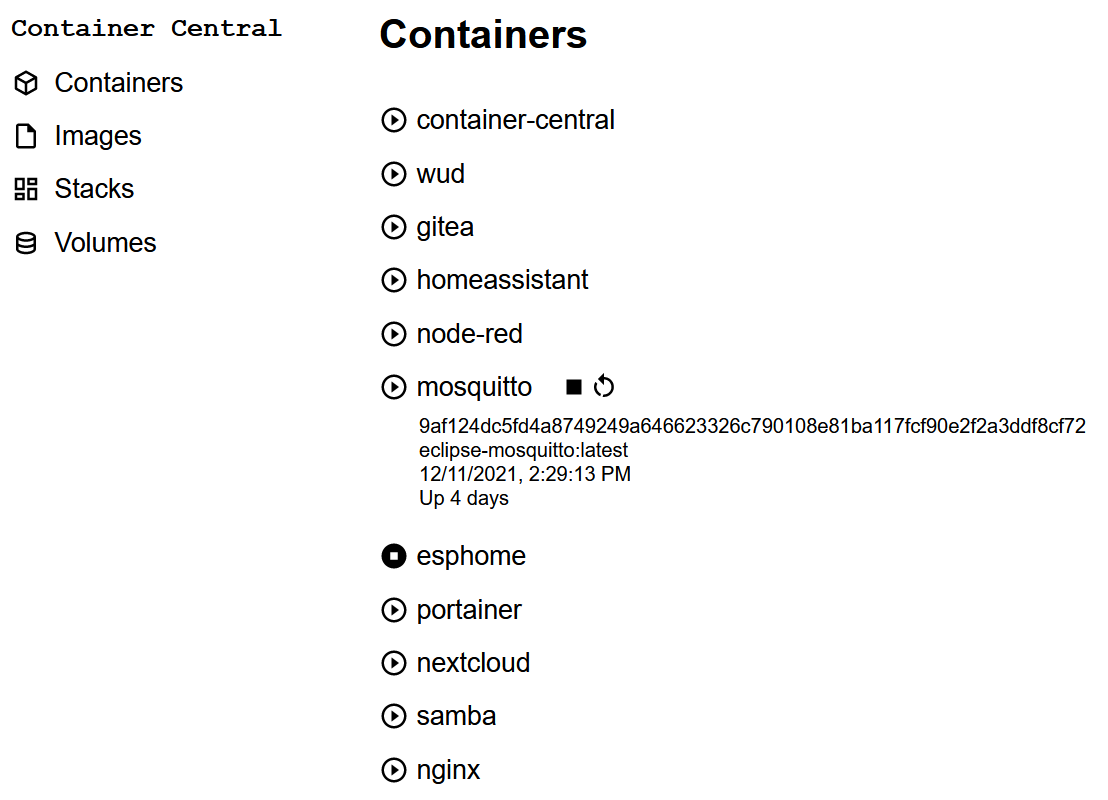 Container Central
Containers
Images
Stacks
Volumes
Containers
container-central
wud
gitea
homeassistant
node-red
mosquitto
9af124dc5fd4a8749249a646623326c790108e81ba117fcf90e2f2a3ddf8cf72
eclipse-mosquitto:latest
12/11/2021, 2:29:13 PM
Up 4 days
esphome
portainer
nextcloud
samba
nginx